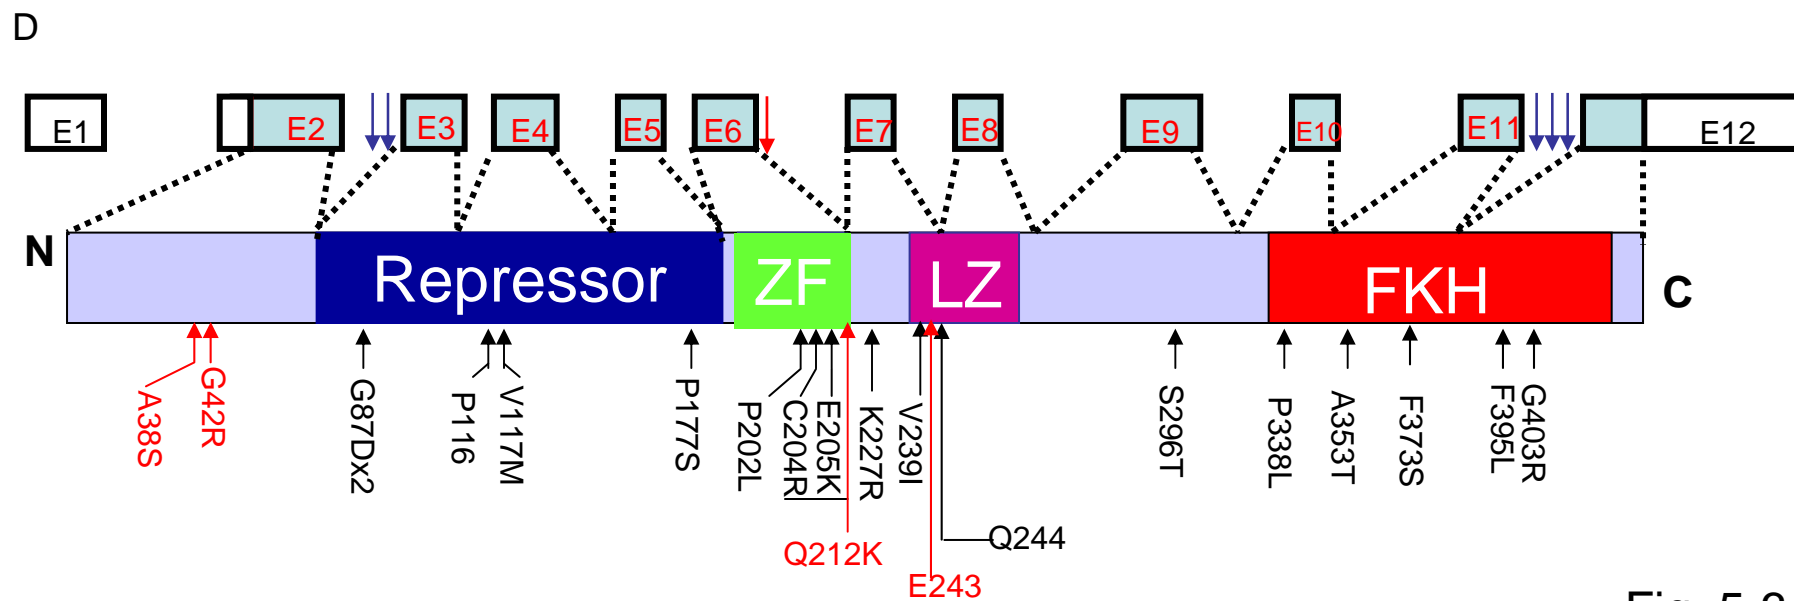 D
E1 E2 E3 E4 E5 E6 E7 E8 E9 E10 E11 E12
N Repressor ZF LZ FKH C
A38S
G42R
G87Dx2
P116
V117M
P177S
P202L
C204R
E205K
K227R
V239I
S296T
P338L
A353T
F373S
F395L
G403R
Q244
Q212K
E243